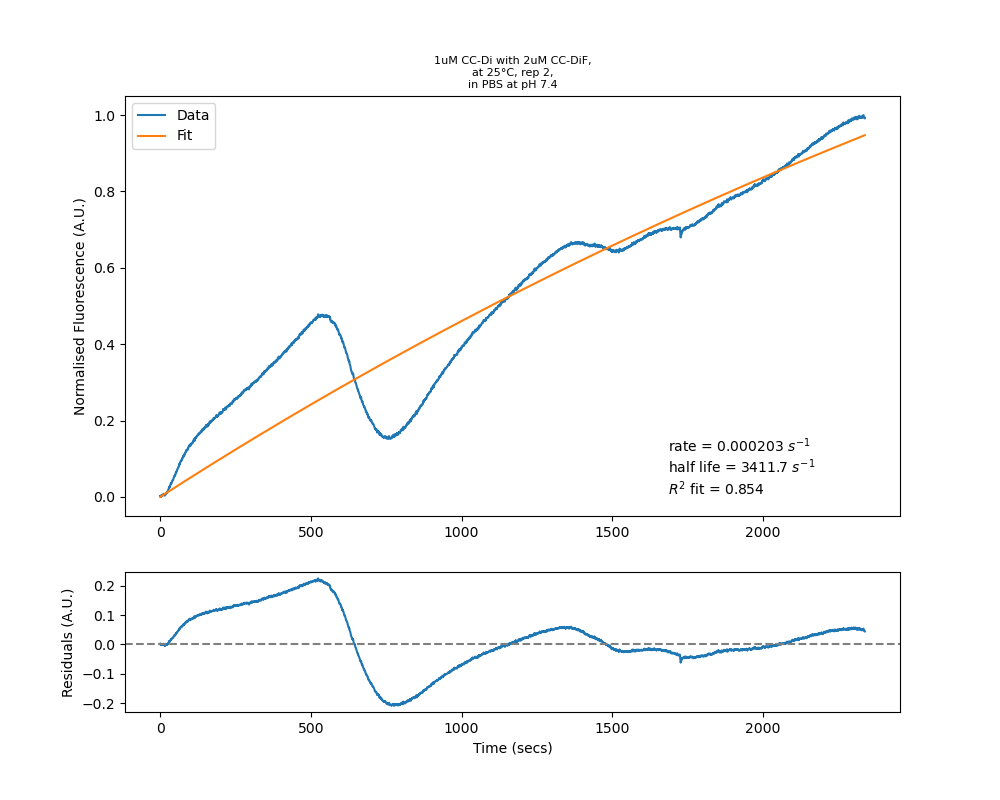 1uM CC-Di with 2uM CC-DiF,
at 25°C, rep 2,
in PBS at pH 7.4
Data
Fit
Normalised Fluorescence (A.U.)
1.0
0.8
0.6
0.4
0.2
0.0
rate = 0.000203 s⁻¹
half life = 3411.7 s⁻¹
R² fit = 0.854
0 500 1000 1500 2000
Residuals (A.U.)
0.2
0.1
0.0
−0.1
−0.2
0 500 1000 1500 2000
Time (secs)